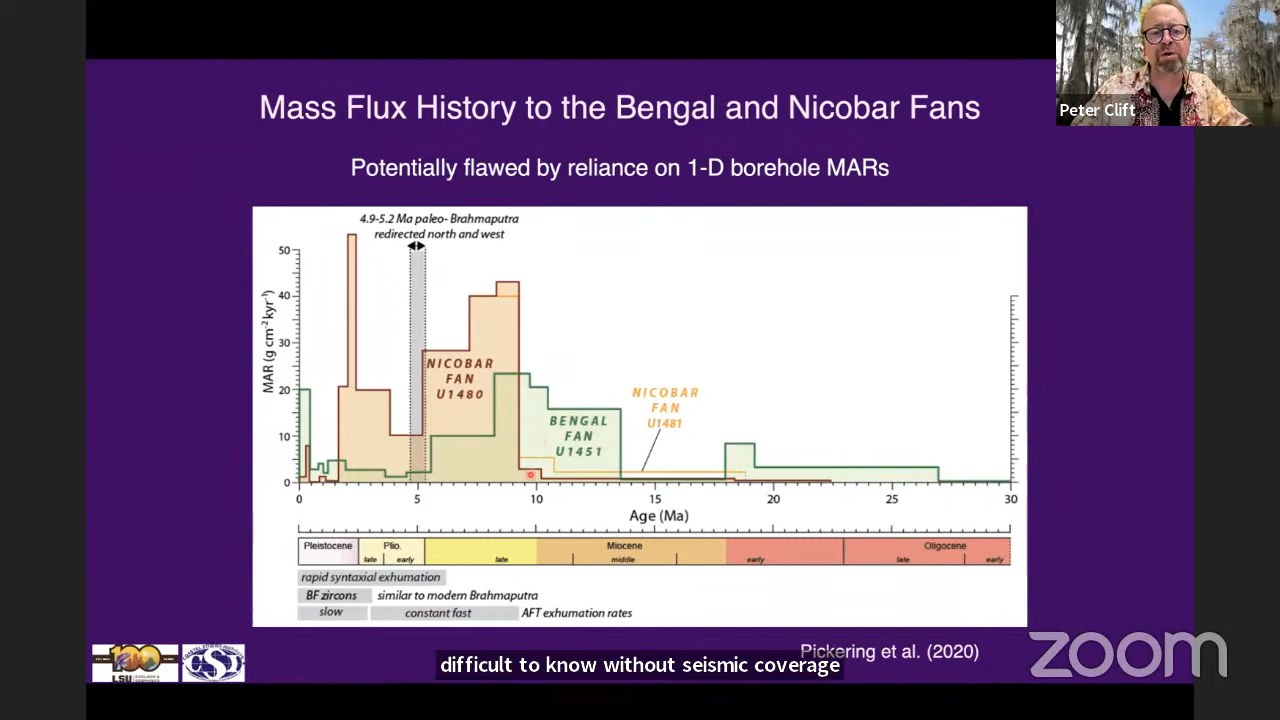 Peter Clift
Mass Flux History to the Bengal and Nicobar Fans
Potentially flawed by reliance on 1-D borehole MARs
4.9-5.2 Ma paleo- Brahmaputra
redirected north and west
50
40
30
20
10
0
MAR (g cm⁻² kyr⁻¹)
NICOBAR
FAN
U1480
BENGAL
FAN
U1451
NICOBAR
FAN
U1481
0 5 10 15 20 25 30
Age (Ma)
Pleistocene Plio. Miocene Oligocene
late early late middle early late early
rapid syntaxial exhumation
BF zircons similar to modern Brahmaputra
slow constant fast AFT exhumation rates
Pickering et al. (2020)
difficult to know without seismic coverage
100
LSU
CSI
zoom